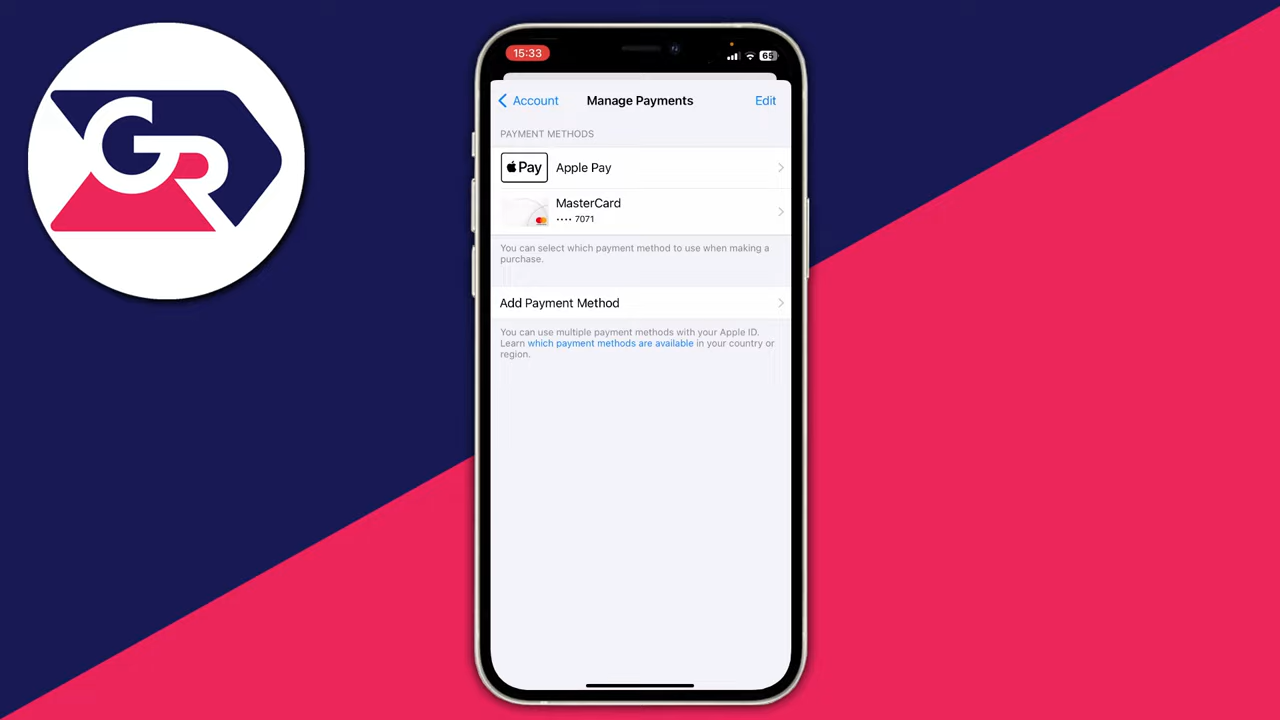 GR
15:33
65
Account
Manage Payments
Edit
PAYMENT METHODS
Pay
Apple Pay
MasterCard
•••• 7071
You can select which payment method to use when making a
purchase.
Add Payment Method
You can use multiple payment methods with your Apple ID.
Learn which payment methods are available in your country or
region.